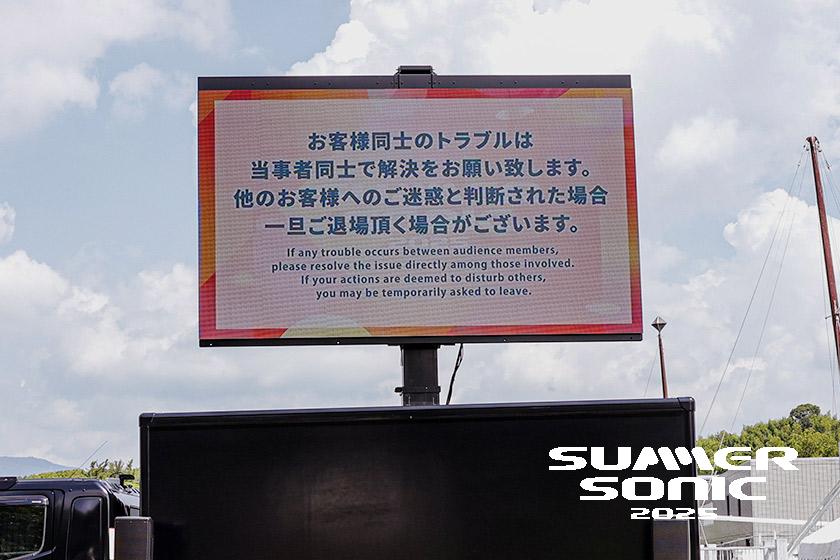 お客様同士のトラブルは
当事者同士で解決をお願い致します。
他のお客様へのご迷惑と判断された場合
一旦ご退場頂く場合がございます。
If any trouble occurs between audience members,
please resolve the issue directly among those involved.
If your actions are deemed to disturb others,
you may be temporarily asked to leave.
SUMMER
SONIC
2025